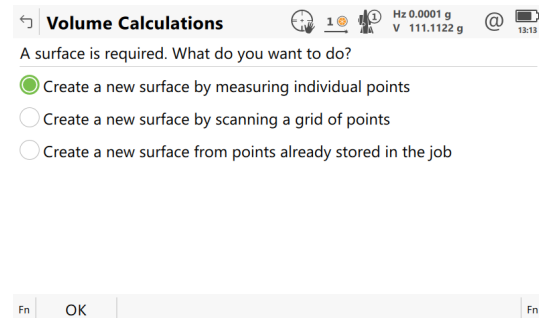 Volume Calculations
1
1
Hz 0.0001 g
V 111.1122 g
@
13:13
A surface is required. What do you want to do?
Create a new surface by measuring individual points
Create a new surface by scanning a grid of points
Create a new surface from points already stored in the job
Fn
OK
Fn